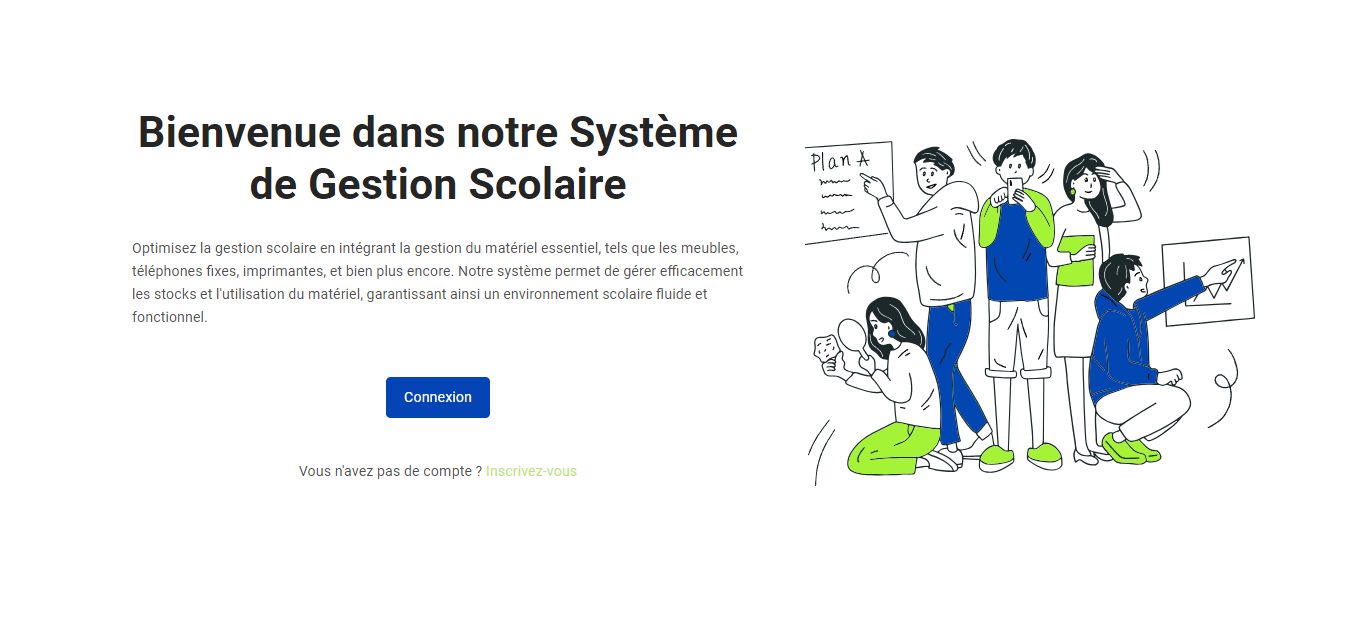 Bienvenue dans notre Système
de Gestion Scolaire
Optimisez la gestion scolaire en intégrant la gestion du matériel essentiel, tels que les meubles,
téléphones fixes, imprimantes, et bien plus encore. Notre système permet de gérer efficacement
les stocks et l'utilisation du matériel, garantissant ainsi un environnement scolaire fluide et
fonctionnel.
Connexion
Vous n'avez pas de compte ? Inscrivez-vous
Plan A